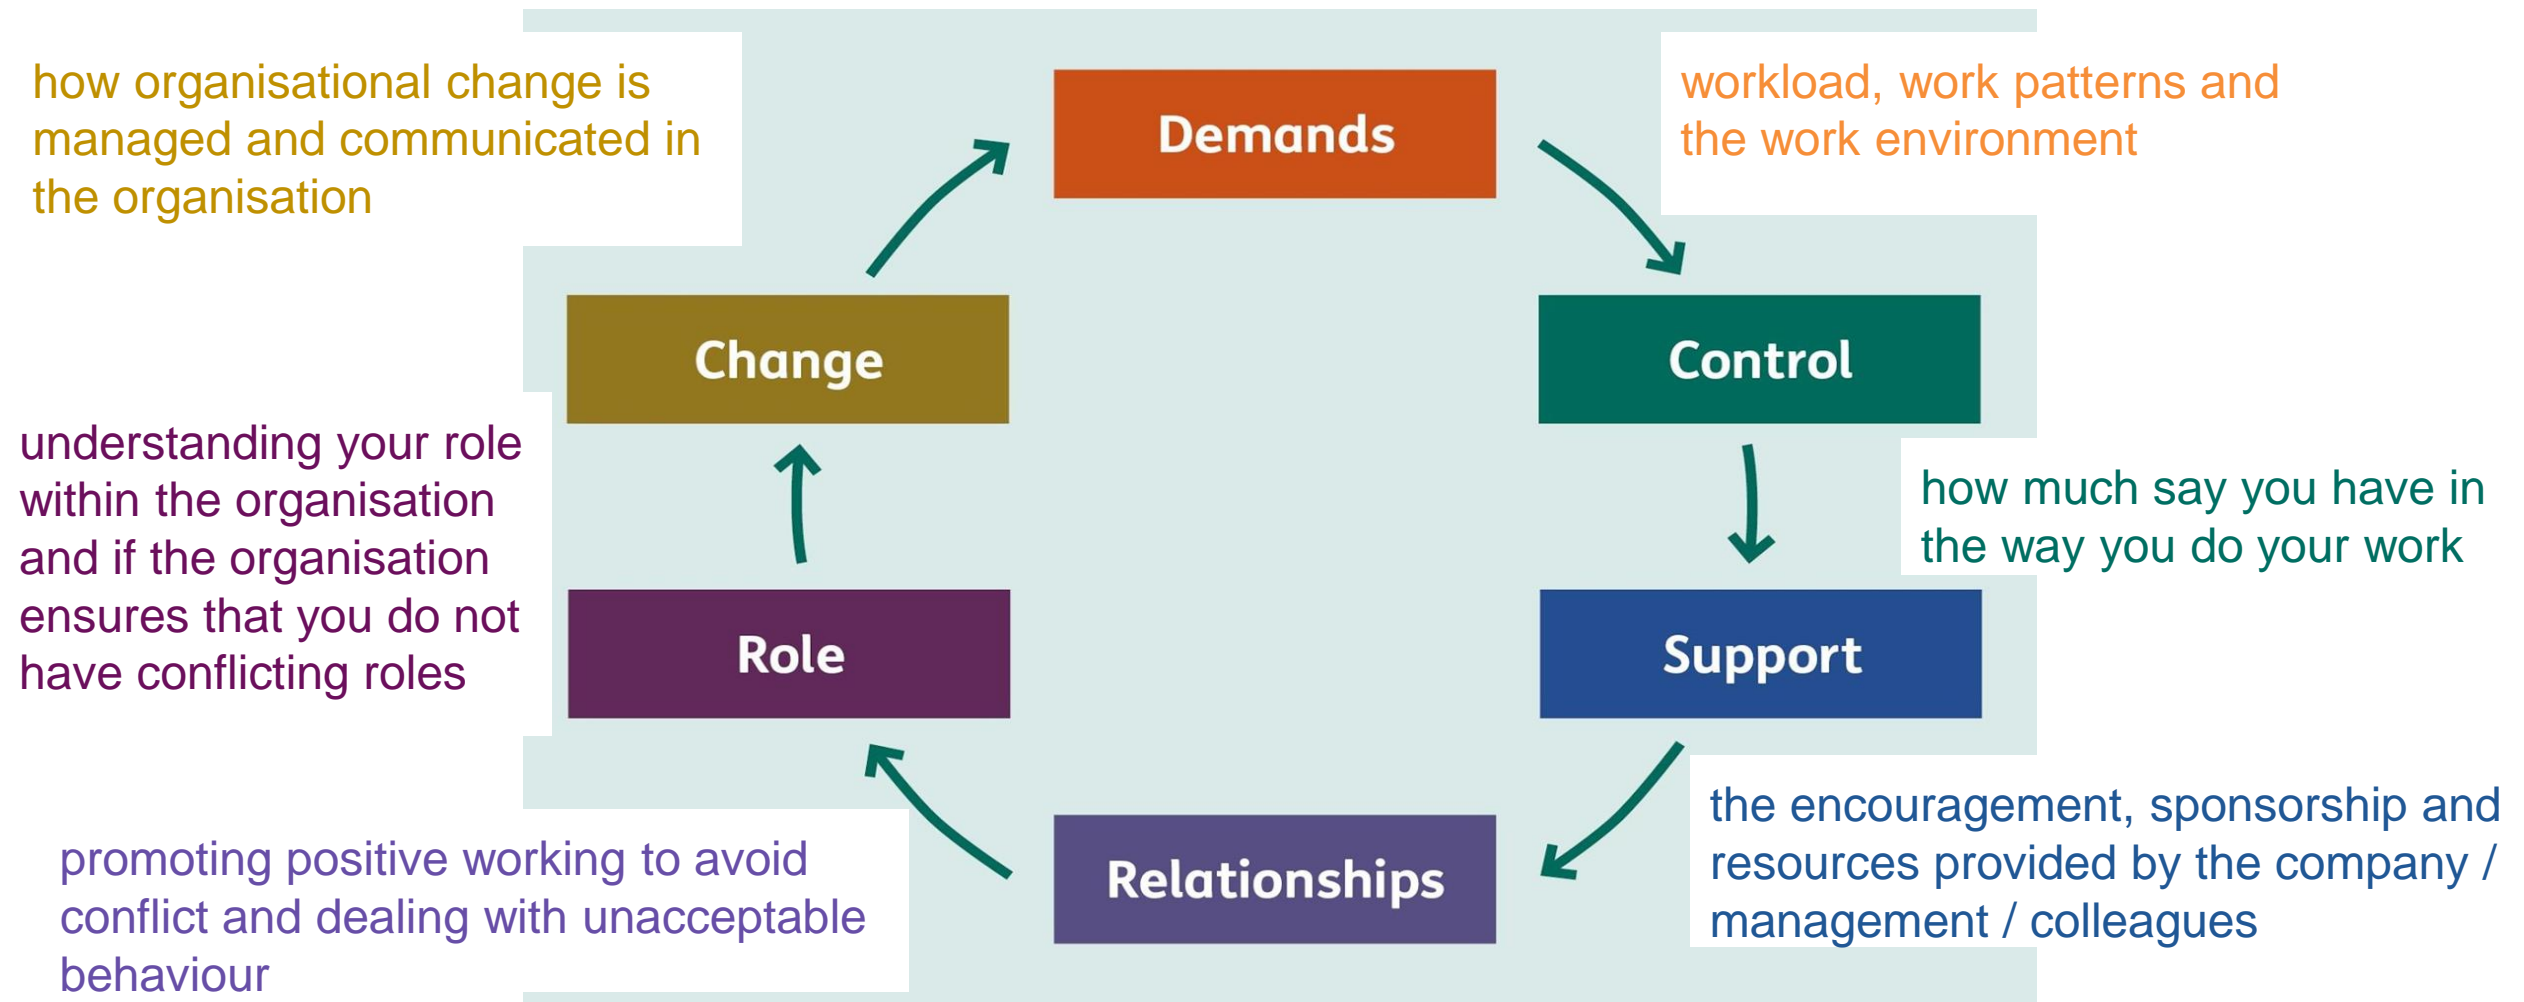 how organisational change is
managed and communicated in
the organisation
Demands
workload, work patterns and
the work environment
Change
Control
understanding your role
within the organisation
and if the organisation
ensures that you do not
have conflicting roles
how much say you have in
the way you do your work
Role
Support
promoting positive working to avoid
conflict and dealing with unacceptable
behaviour
Relationships
the encouragement, sponsorship and
resources provided by the company /
management / colleagues